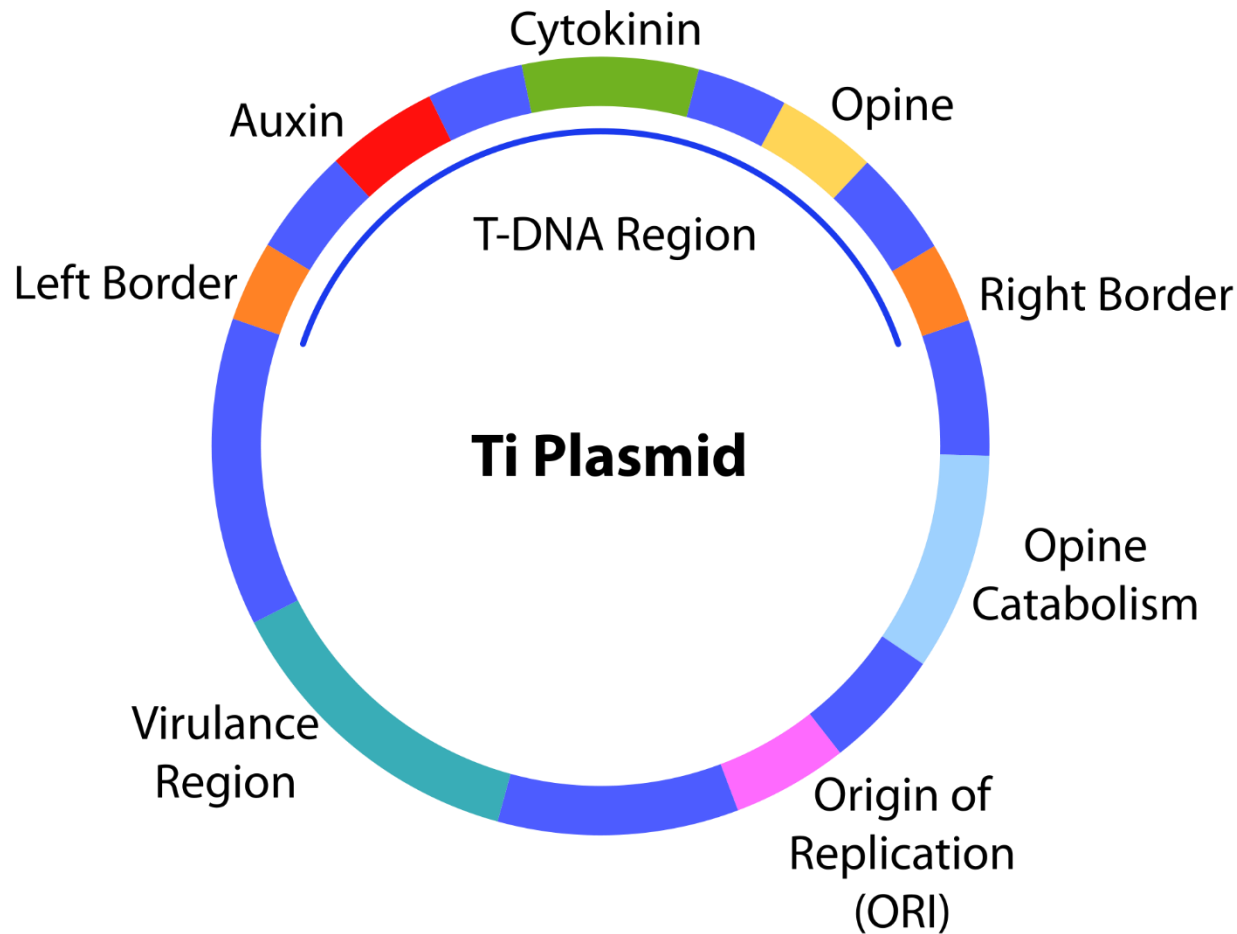 Cytokinin
Auxin
Opine
T-DNA Region
Left Border
Right Border
Ti Plasmid
Opine
Catabolism
Virulance
Region
Origin of
Replication
(ORI)